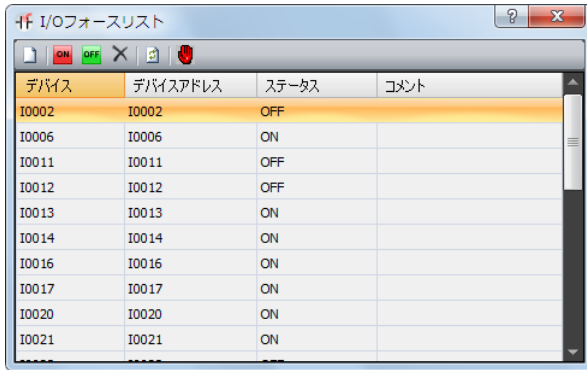 I/Oフォースリスト
ON OFF
デバイス デバイスアドレス ステータス コメント
I0002 I0002 OFF
I0006 I0006 ON
I0011 I0011 OFF
I0012 I0012 OFF
I0013 I0013 ON
I0014 I0014 ON
I0016 I0016 ON
I0017 I0017 ON
I0020 I0020 ON
I0021 I0021 ON